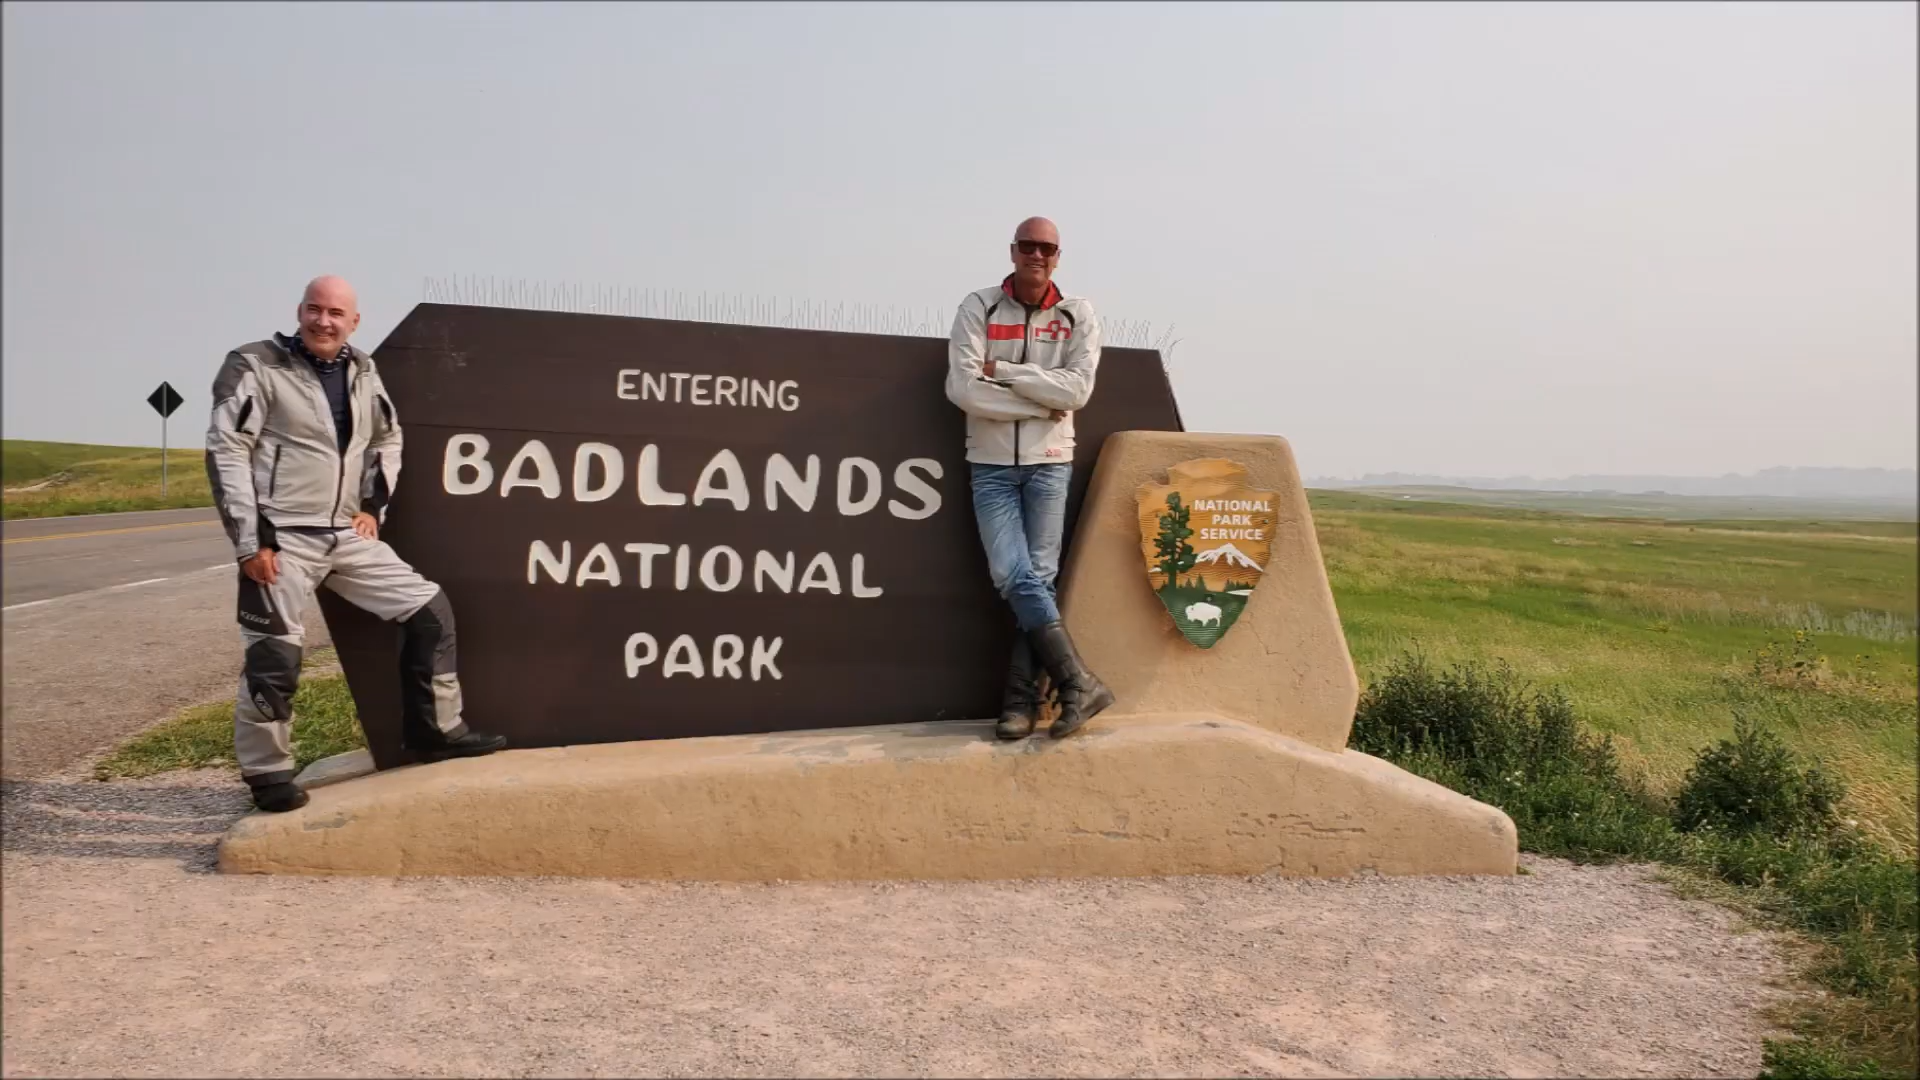 ENTERING
BADLANDS
NATIONAL
PARK
NATIONAL
PARK
SERVICE